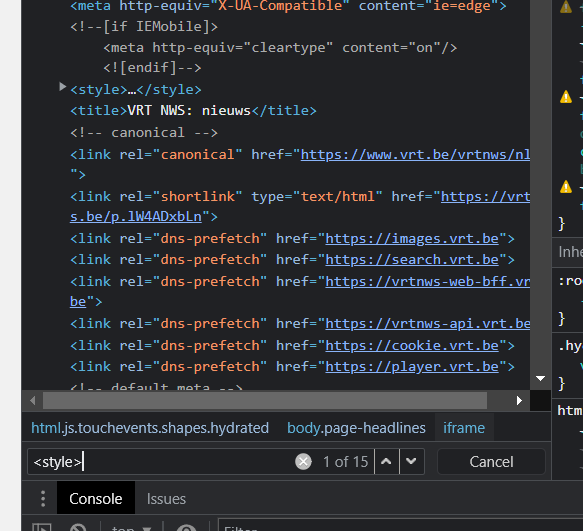 <meta http-equiv="X-UA-Compatible" content="ie=edge">
<!--[if IEMobile]>
<meta http-equiv="cleartype" content="on"/>
<![endif]-->
<style>…</style>
<title>VRT NWS: nieuws</title>
<!-- canonical -->
<link rel="canonical" href="https://www.vrt.be/vrtnws/nl
">
<link rel="shortlink" type="text/html" href="https://vrt
s.be/p.lW4ADxbLn">
<link rel="dns-prefetch" href="https://images.vrt.be">
<link rel="dns-prefetch" href="https://search.vrt.be">
<link rel="dns-prefetch" href="https://vrtnws-web-bff.vr
be">
<link rel="dns-prefetch" href="https://vrtnws-api.vrt.be
<link rel="dns-prefetch" href="https://cookie.vrt.be">
<link rel="dns-prefetch" href="https://player.vrt.be">
<!-- default meta -->
html.js.touchevents.shapes.hydrated body.page-headlines iframe
<style> 1 of 15 Cancel
Console Issues
top Filter
}
Inhe
:roo
}
.hyd
}
htm